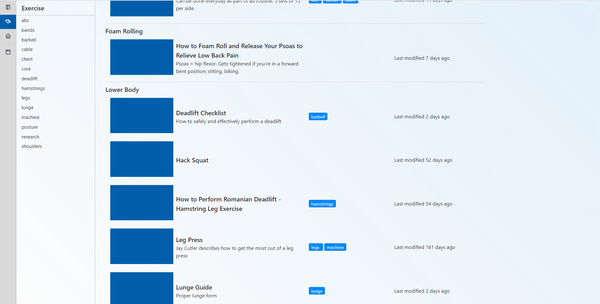 Exercise
abs
bands
barbell
cable
chest
core
deadlift
hamstrings
legs
lunge
machine
posture
research
shoulders
Can be done everyday as part of ab routine. 3 sets of 15
per side.
Foam Rolling
How to Foam Roll and Release Your Psoas to
Relieve Low Back Pain
Psoas = hip flexor. Gets tightened if you're in a forward
bent position: sitting, biking.
Last modified 7 days ago
Lower Body
Deadlift Checklist
How to safely and effectively perform a deadlift
barbell
Last modified 2 days ago
Hack Squat
Last modified 52 days ago
How to Perform Romanian Deadlift -
Hamstring Leg Exercise
hamstrings
Last modified 54 days ago
Leg Press
Jay Cutler describes how to get the most out of a leg
press
legs machine
Last modified 161 days ago
Lunge Guide
Proper lunge form
lunge
Last modified 2 days ago